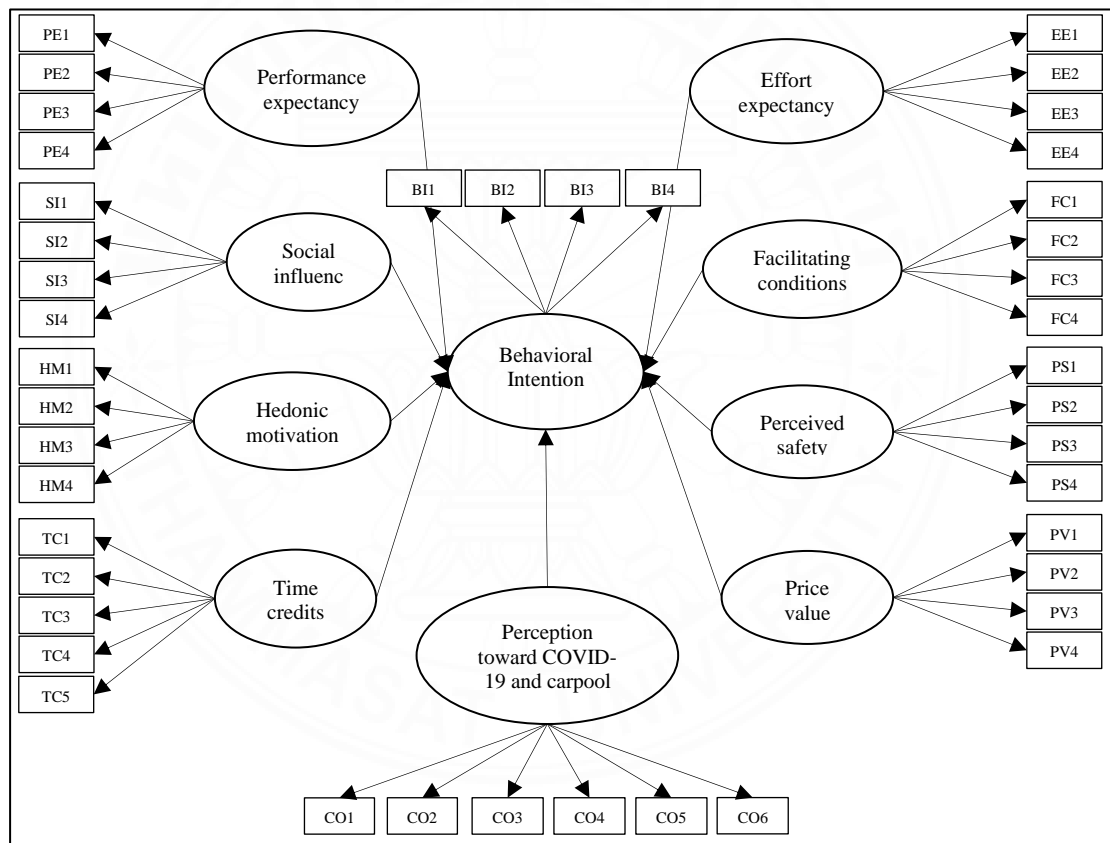 PE1
PE2
PE3
PE4
Performance
expectancy
Effort
expectancy
EE1
EE2
EE3
EE4
BI1
BI2
BI3
BI4
SI1
SI2
SI3
SI4
Social
influenc
Facilitating
conditions
FC1
FC2
FC3
FC4
Behavioral
Intention
HM1
HM2
HM3
HM4
Hedonic
motivation
Perceived
safety
PS1
PS2
PS3
PS4
TC1
TC2
TC3
TC4
TC5
Time
credits
Price
value
PV1
PV2
PV3
PV4
Perception
toward COVID-
19 and carpool
CO1
CO2
CO3
CO4
CO5
CO6